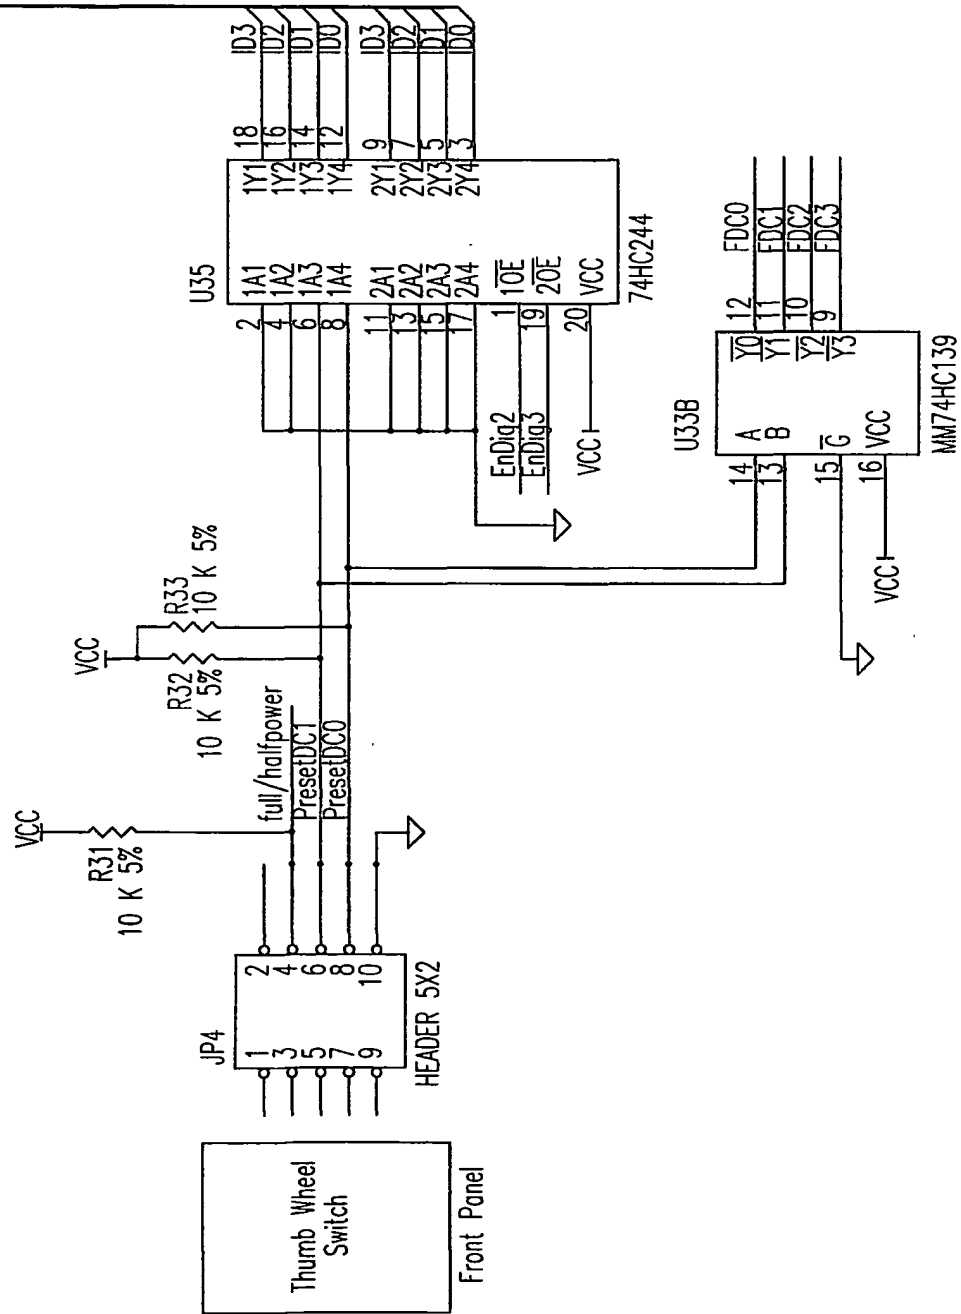 Thumb Wheel
Switch
Front Panel
JP4
1 2
3 4
5 6
7 8
9 10
HEADER 5X2
VCC
R31
10 K 5%
full/halfpower
PresetDC1
PresetDC0
VCC
R33
10 K 5%
R32
10 K 5%
U35
2 1A1 1Y1 18 ID3
4 1A2 1Y2 16 ID2
6 1A3 1Y3 14 ID1
8 1A4 1Y4 12 ID0
11 2A1 2Y1 9 ID3
13 2A2 2Y2 7 ID2
15 2A3 2Y3 5 ID1
17 2A4 2Y4 3 ID0
EnDig2 1 1OE
EnDig3 19 2OE
VCC 20 VCC
74HC244
U33B
14 A Y0 12 FDC0
13 B Y1 11 FDC1
Y2 10 FDC2
15 G Y3 9 FDC3
VCC 16 VCC
MM74HC139